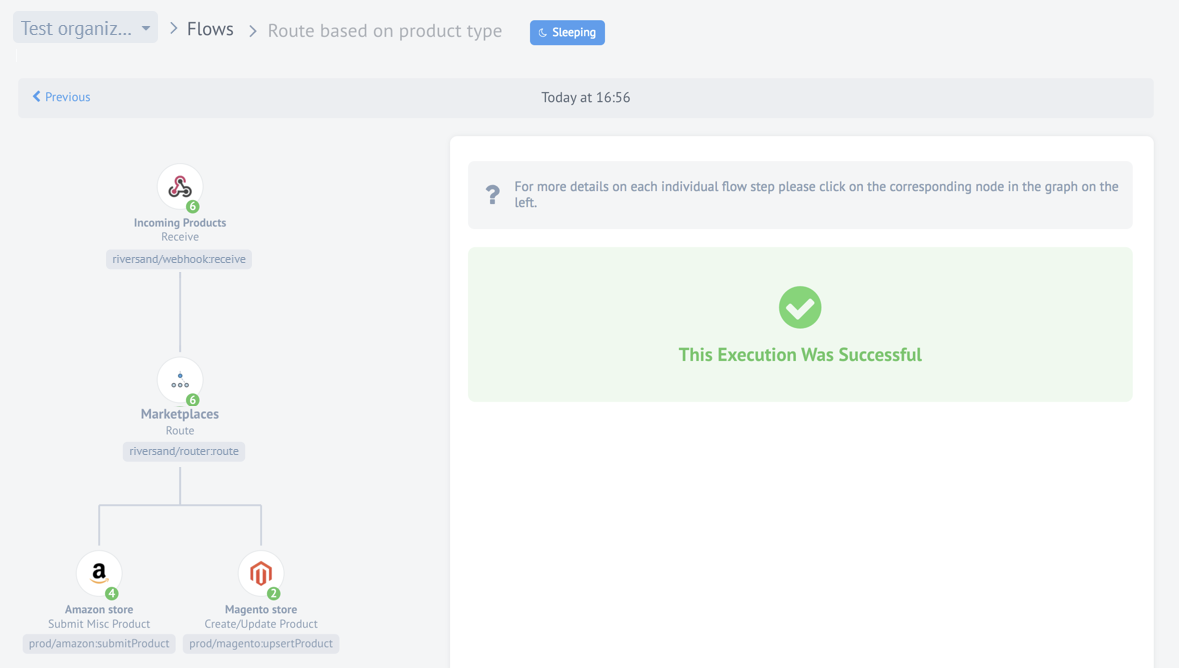 Test organiz... > Flows > Route based on product type Sleeping
Previous Today at 16:56
6
Incoming Products
Receive
riversand/webhook:receive
6
Marketplaces
Route
riversand/router:route
a
4
Amazon store
Submit Misc Product
prod/amazon:submitProduct
2
Magento store
Create/Update Product
prod/magento:upsertProduct
? For more details on each individual flow step please click on the corresponding node in the graph on the
left.
This Execution Was Successful